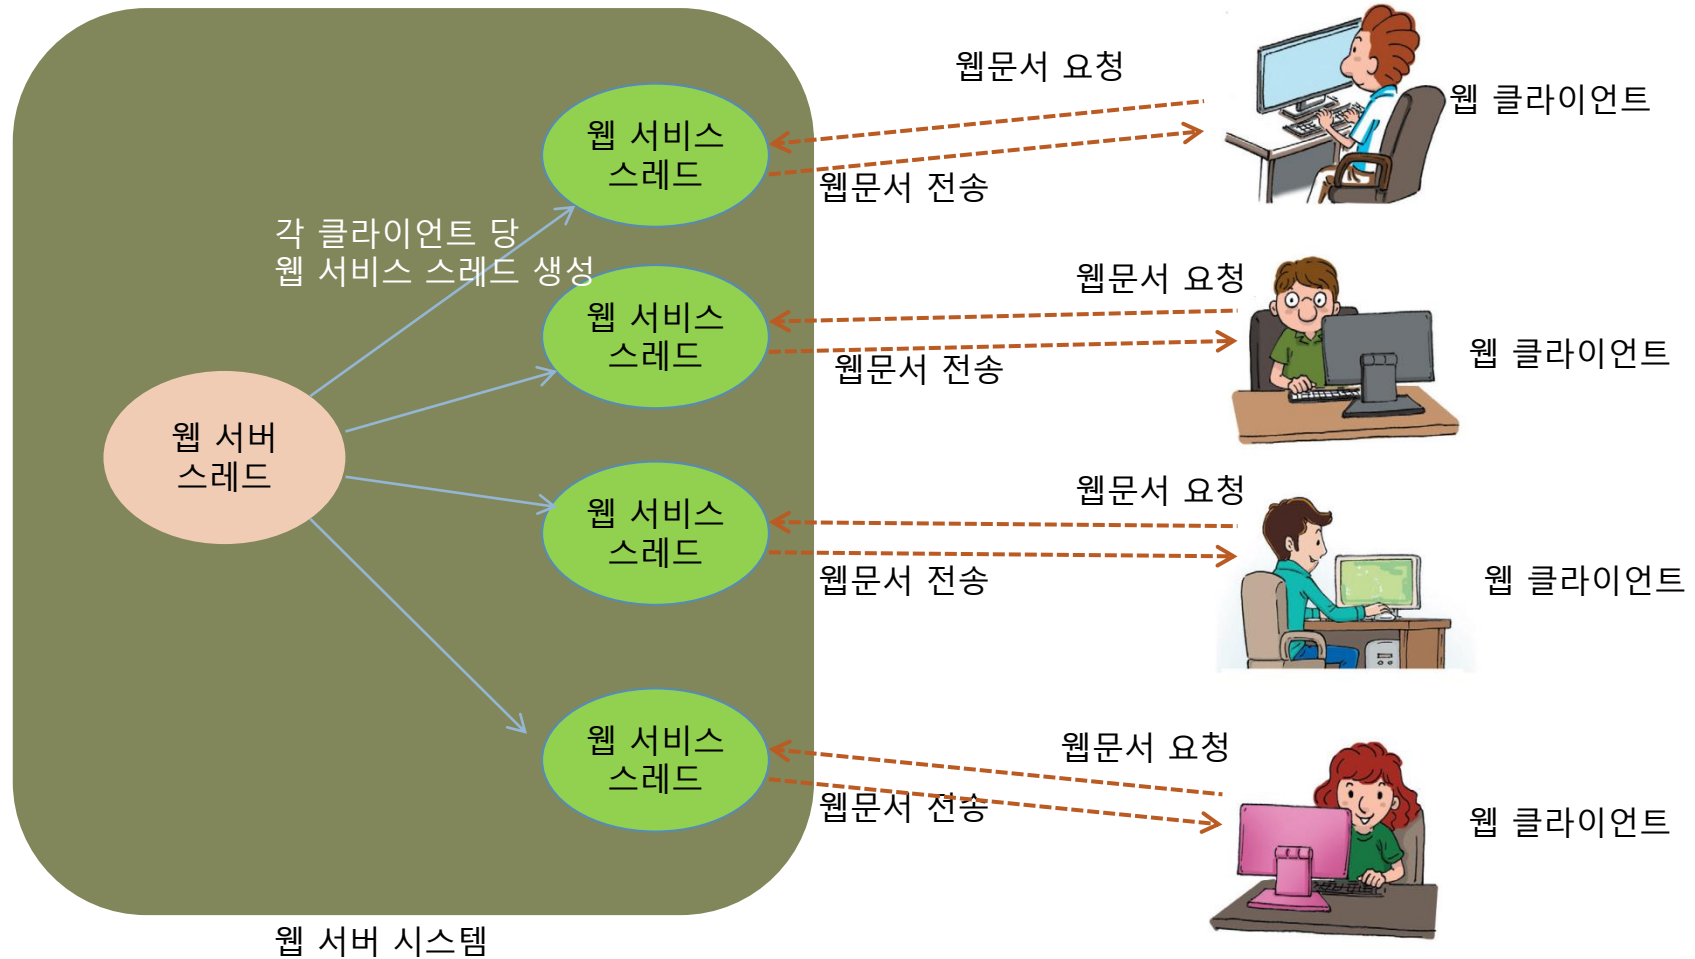 웹문서 요청
웹 클라이언트
웹 서비스
스레드
웹문서 전송
각 클라이언트 당
웹 서비스 스레드 생성
웹문서 요청
웹 서비스
스레드
웹 클라이언트
웹문서 전송
웹 서버
스레드
웹문서 요청
웹 서비스
스레드
웹문서 전송
웹 클라이언트
웹문서 요청
웹 서비스
스레드
웹문서 전송
웹 클라이언트
웹 서버 시스템